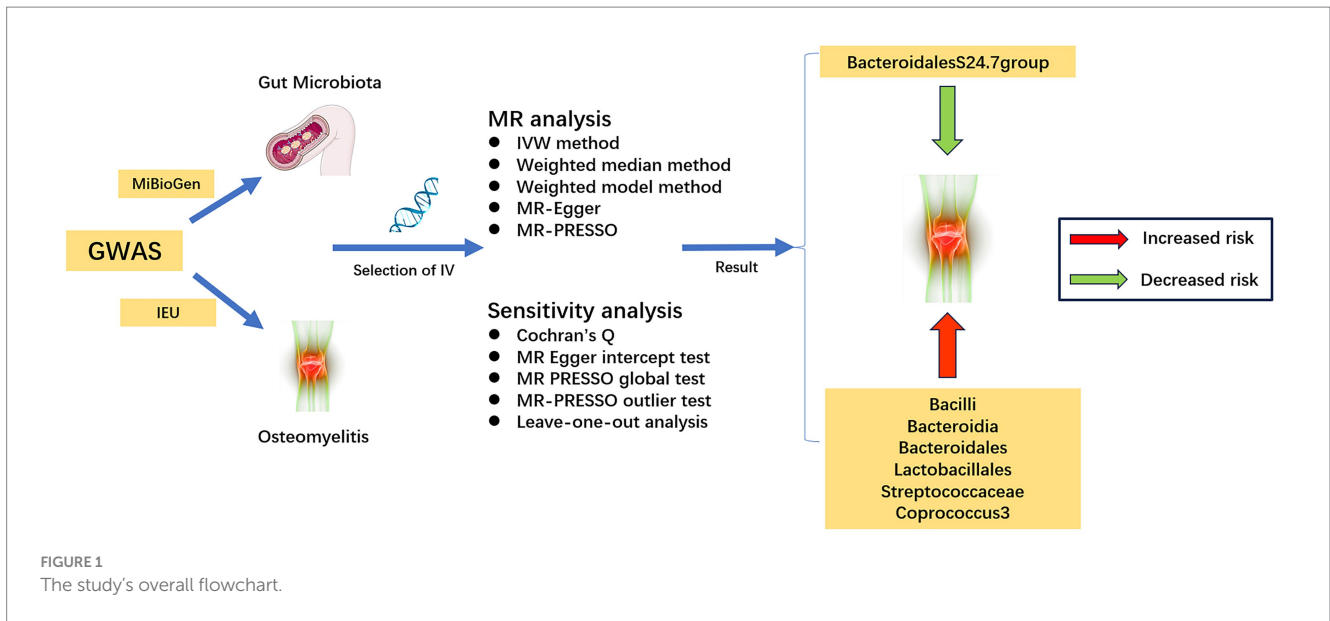 Gut Microbiota
MiBioGen
GWAS
IEU
Osteomyelitis
Selection of IV
MR analysis
● IVW method
● Weighted median method
● Weighted model method
● MR-Egger
● MR-PRESSO
Sensitivity analysis
● Cochran's Q
● MR Egger intercept test
● MR PRESSO global test
● MR-PRESSO outlier test
● Leave-one-out analysis
Result
BacteroidalesS24.7group
Bacilli
Bacteroidia
Bacteroidales
Lactobacillales
Streptococcaceae
Coprococcus3
Increased risk
Decreased risk
FIGURE 1
The study's overall flowchart.